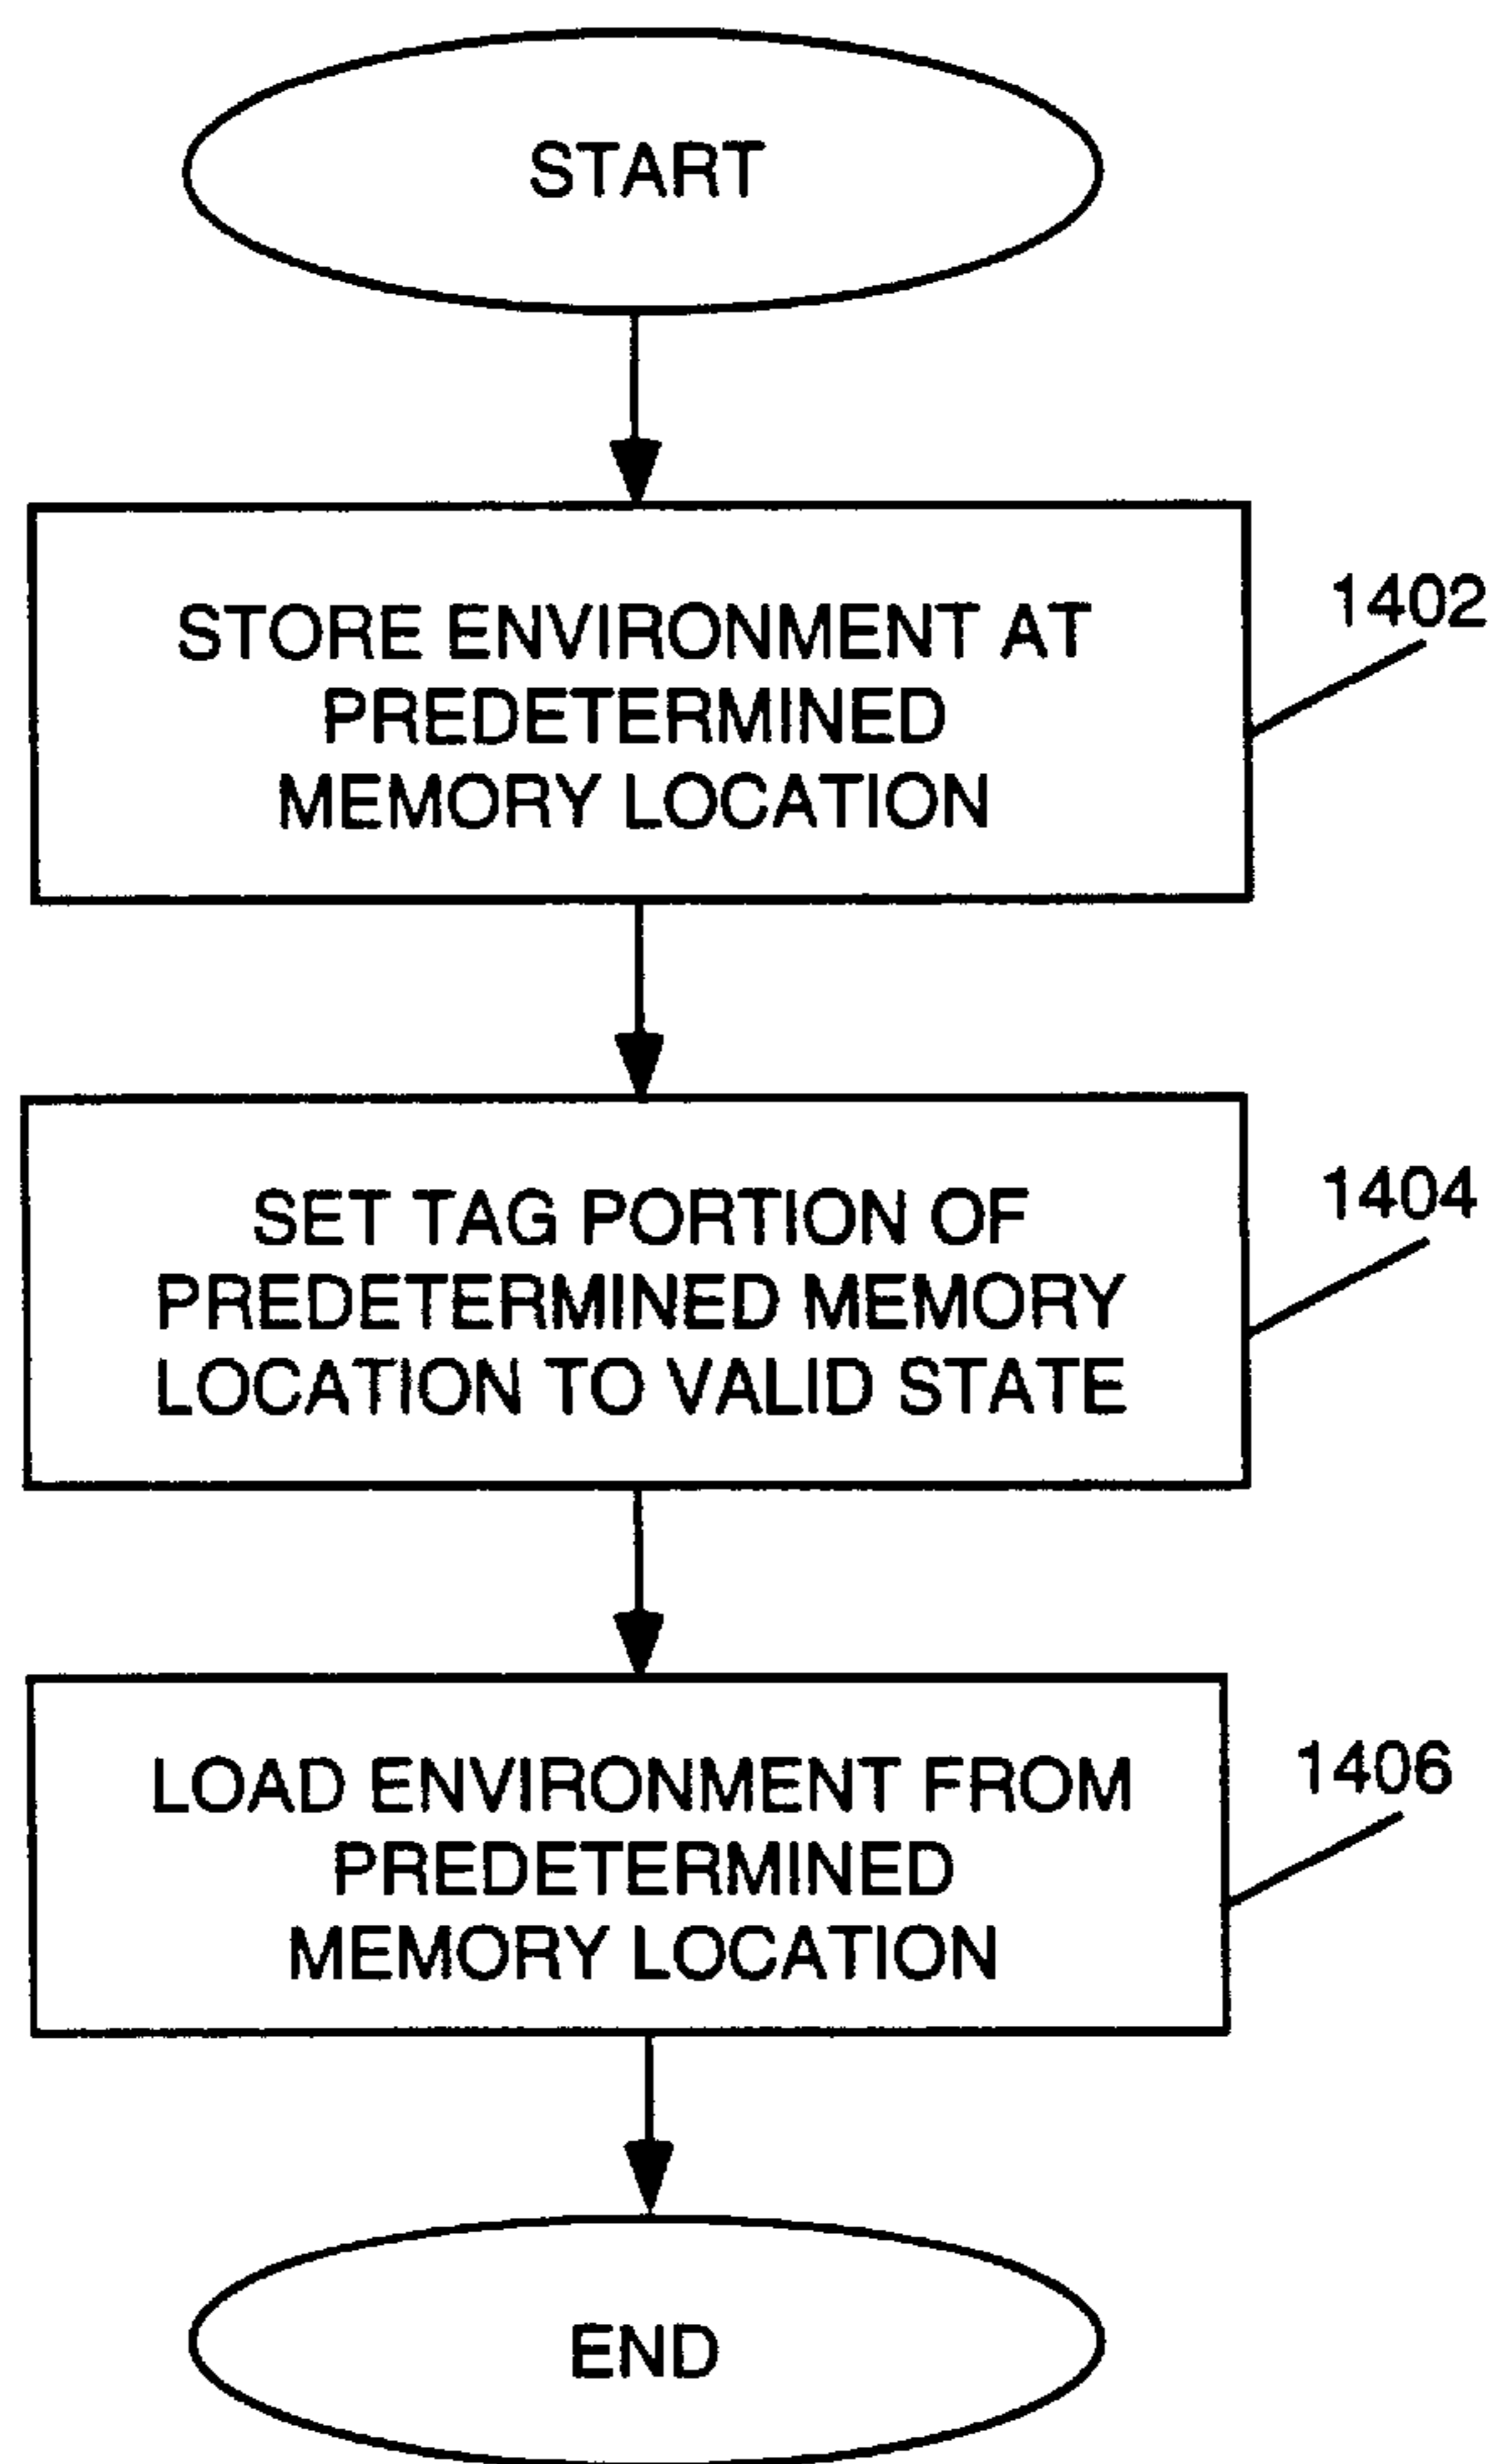 START
STORE ENVIRONMENT AT
PREDETERMINED
MEMORY LOCATION
1402
SET TAG PORTION OF
PREDETERMINED MEMORY
LOCATION TO VALID STATE
1404
LOAD ENVIRONMENT FROM
PREDETERMINED
MEMORY LOCATION
1406
END